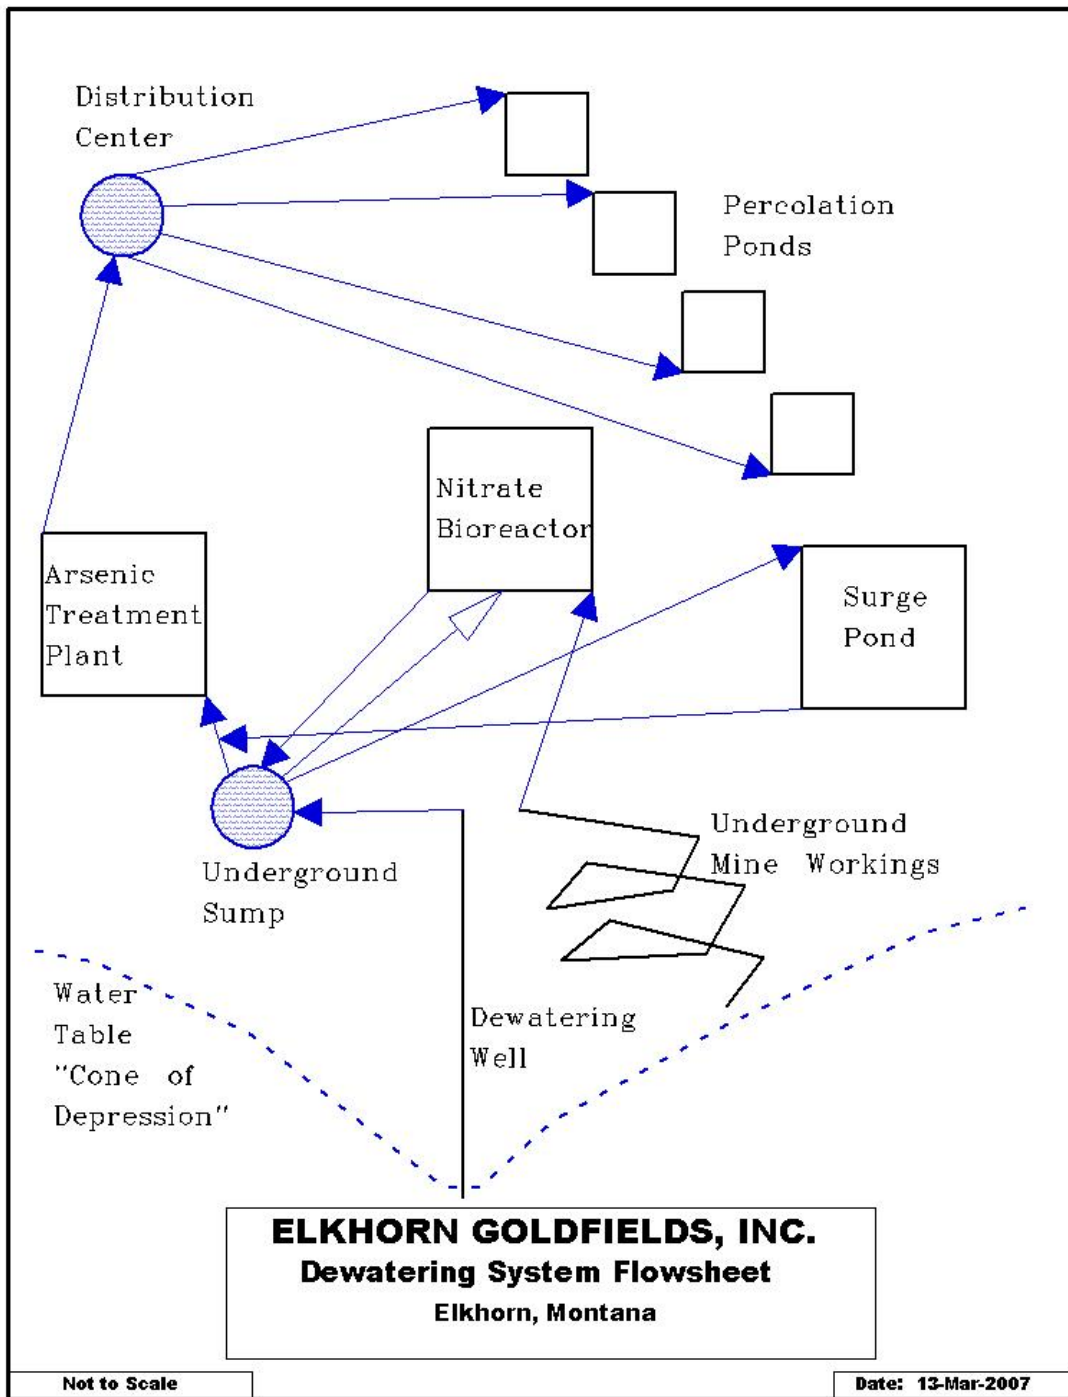 Distribution
Center
Percolation
Ponds
Nitrate
Bioreactor
Arsenic
Treatment
Plant
Surge
Pond
Underground
Mine Workings
Underground
Sump
Water
Table
"Cone of
Depression"
Dewatering
Well
ELKHORN GOLDFIELDS, INC.
Dewatering System Flowsheet
Elkhorn, Montana
Not to Scale
Date: 13-Mar-2007